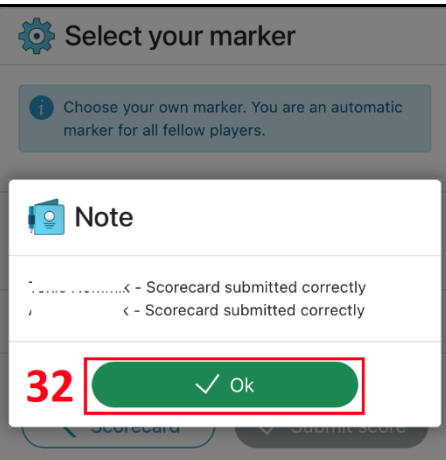 Select your marker
Choose your own marker. You are an automatic
marker for all fellow players.
Note
- Scorecard submitted correctly
- Scorecard submitted correctly
32
Ok
Scorecard
Submit score